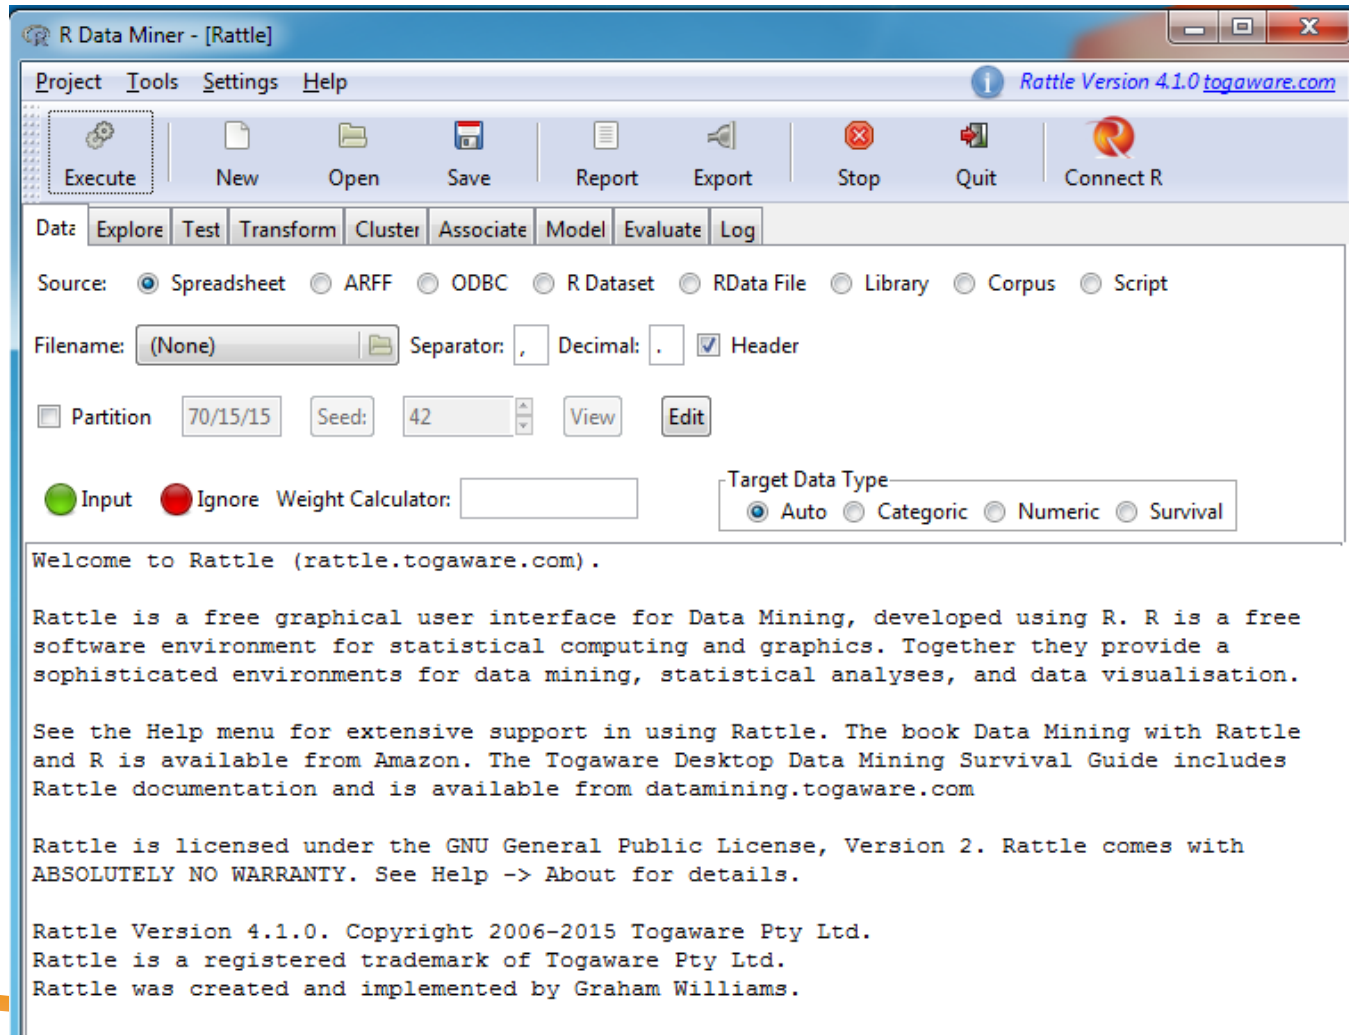 R Data Miner - [Rattle]
Project Tools Settings Help Rattle Version 4.1.0 togaware.com
Execute New Open Save Report Export Stop Quit Connect R
Data Explore Test Transform Cluster Associate Model Evaluate Log
Source: Spreadsheet ARFF ODBC R Dataset RData File Library Corpus Script
Filename: (None) Separator: , Decimal: . Header
Partition 70/15/15 Seed: 42 View Edit
Target Data Type
Input Ignore Weight Calculator: Auto Categoric Numeric Survival
Welcome to Rattle (rattle.togaware.com).
Rattle is a free graphical user interface for Data Mining, developed using R. R is a free
software environment for statistical computing and graphics. Together they provide a
sophisticated environments for data mining, statistical analyses, and data visualisation.
See the Help menu for extensive support in using Rattle. The book Data Mining with Rattle
and R is available from Amazon. The Togaware Desktop Data Mining Survival Guide includes
Rattle documentation and is available from datamining.togaware.com
Rattle is licensed under the GNU General Public License, Version 2. Rattle comes with
ABSOLUTELY NO WARRANTY. See Help -> About for details.
Rattle Version 4.1.0. Copyright 2006-2015 Togaware Pty Ltd.
Rattle is a registered trademark of Togaware Pty Ltd.
Rattle was created and implemented by Graham Williams.